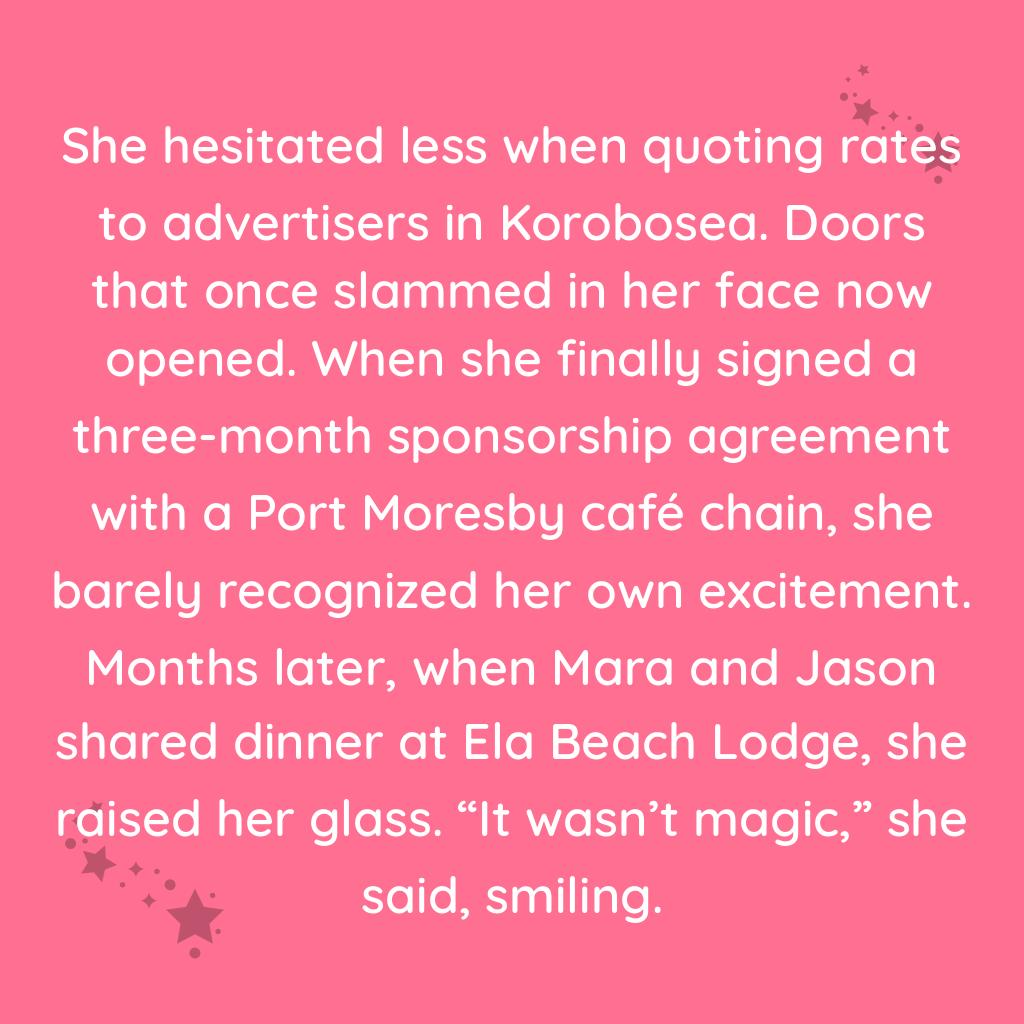 She hesitated less when quoting rates
to advertisers in Korobosea. Doors
that once slammed in her face now
opened. When she finally signed a
three-month sponsorship agreement
with a Port Moresby café chain, she
barely recognized her own excitement.
Months later, when Mara and Jason
shared dinner at Ela Beach Lodge, she
raised her glass. “It wasn’t magic,” she
said, smiling.